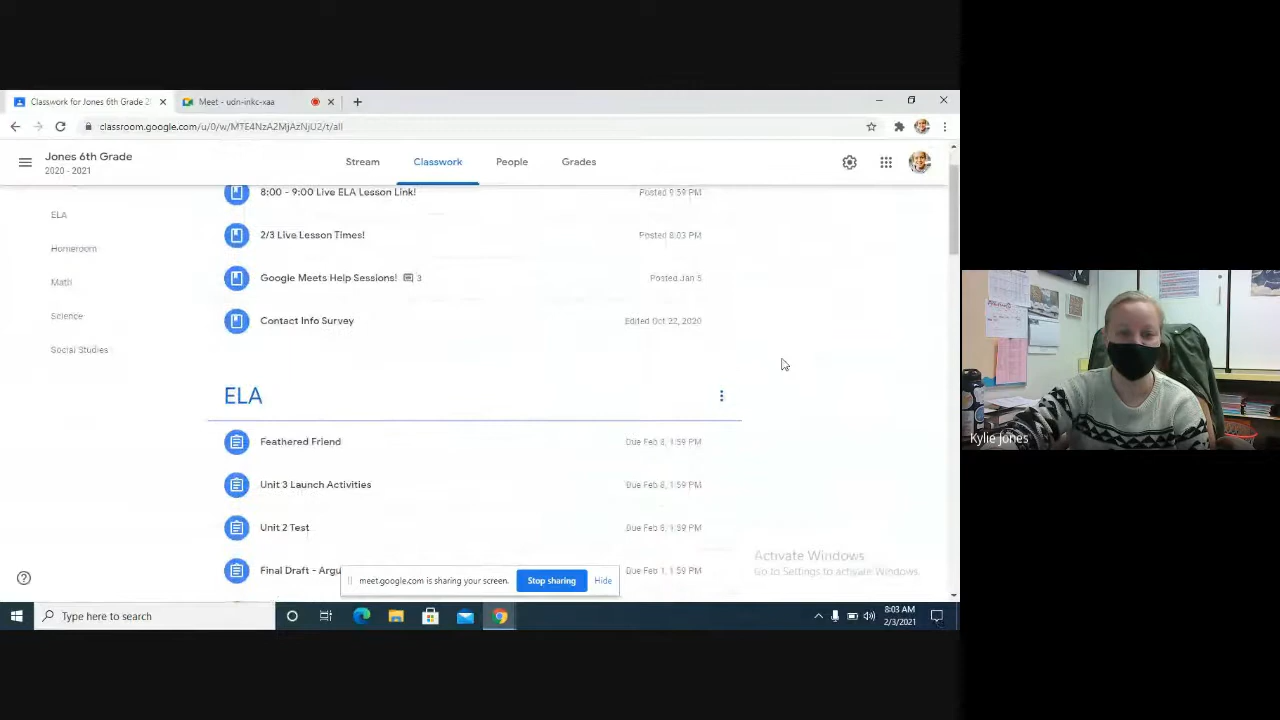 Classwork for Jones 6th Grade 2
Meet - udn-inkc-xaa
classroom.google.com/u/0/w/MTE4NzA2MjAzNjU2/t/all
Jones 6th Grade
2020 - 2021
Stream
Classwork
People
Grades
8:00 - 9:00 Live ELA Lesson Link!
Posted 9:59 PM
ELA
2/3 Live Lesson Times!
Posted 8:03 PM
Homeroom
Google Meets Help Sessions! 3
Posted Jan 5
Math
Science
Contact Info Survey
Edited Oct 22, 2020
Social Studies
ELA
Feathered Friend
Due Feb 8, 1:59 PM
Unit 3 Launch Activities
Due Feb 8, 1:59 PM
Unit 2 Test
Due Feb 6, 1:59 PM
Final Draft - Argu
Due Feb 1, 1:59 PM
Activate Windows
Go to Settings to activate Windows.
meet.google.com is sharing your screen.
Stop sharing
Hide
Type here to search
8:03 AM
2/3/2021
Kylie Jones